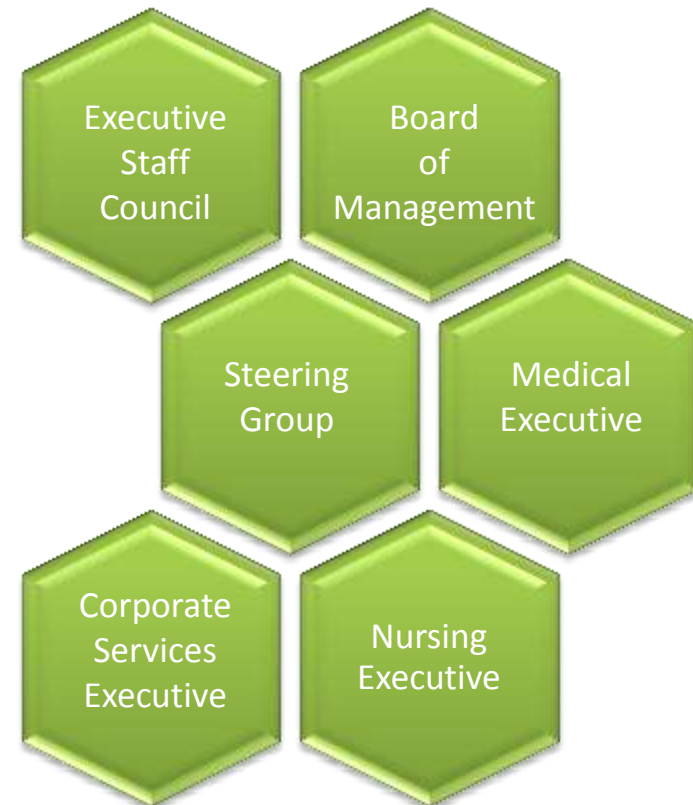 Executive
Staff
Council
Board
of
Management
Steering
Group
Medical
Executive
Corporate
Services
Executive
Nursing
Executive